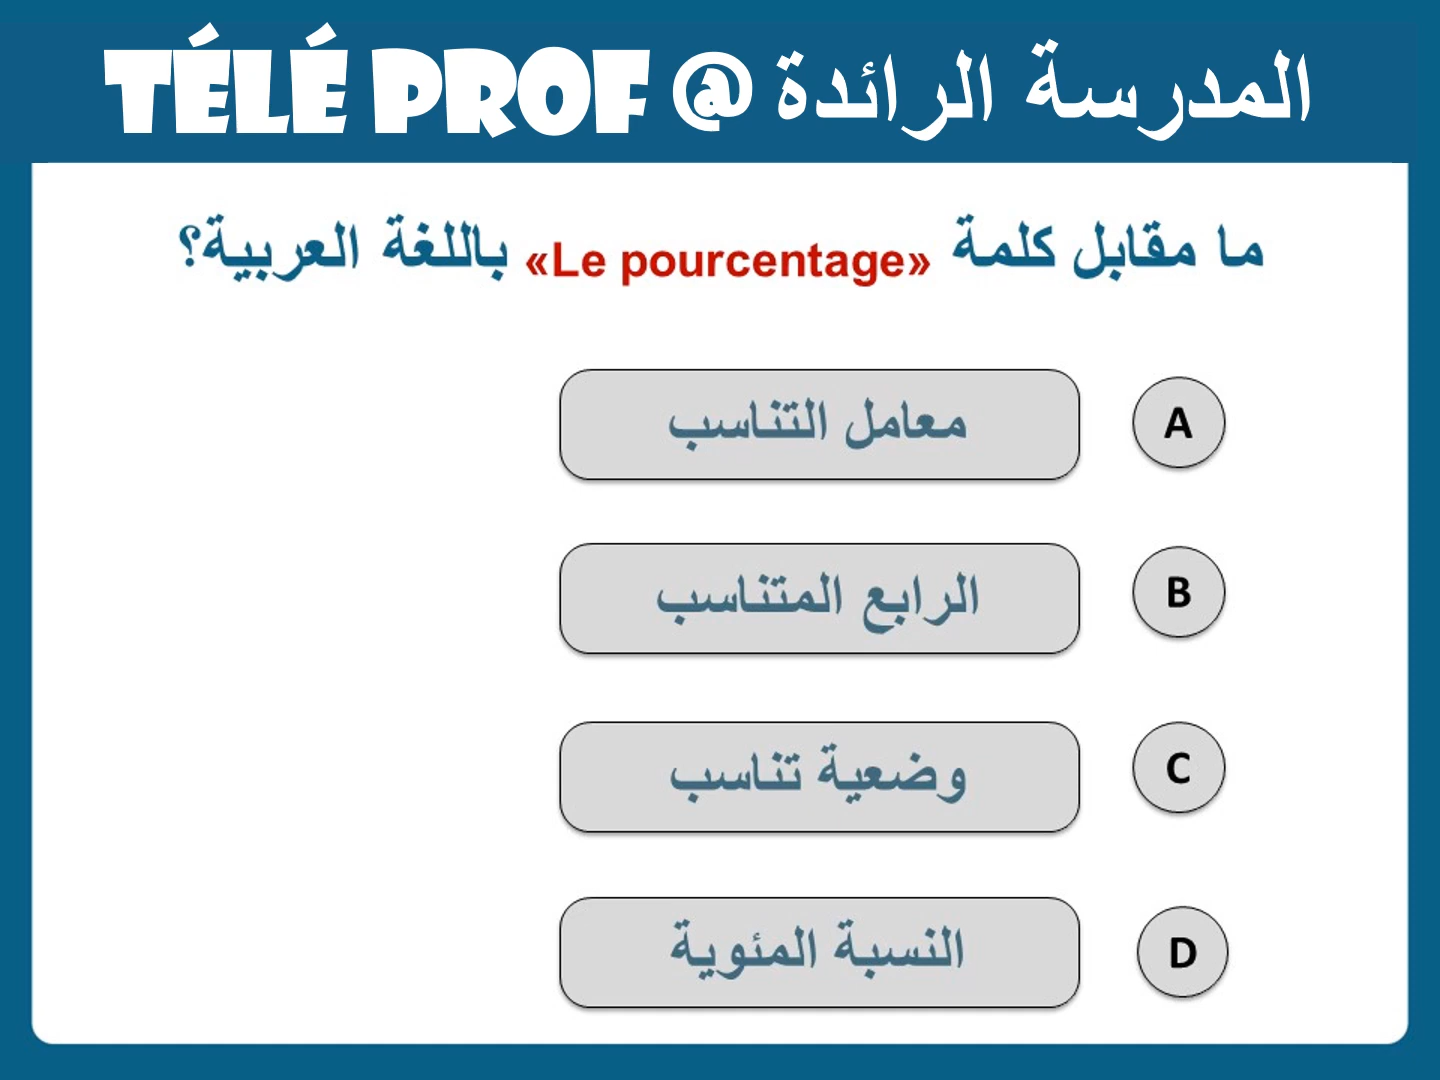 TÉLÉ PROF @ المدرسة الرائدة
ما مقابل كلمة «Le pourcentage» باللغة العربية؟
معامل التناسب A
الرابع المتناسب B
وضعية تناسب C
النسبة المئوية D